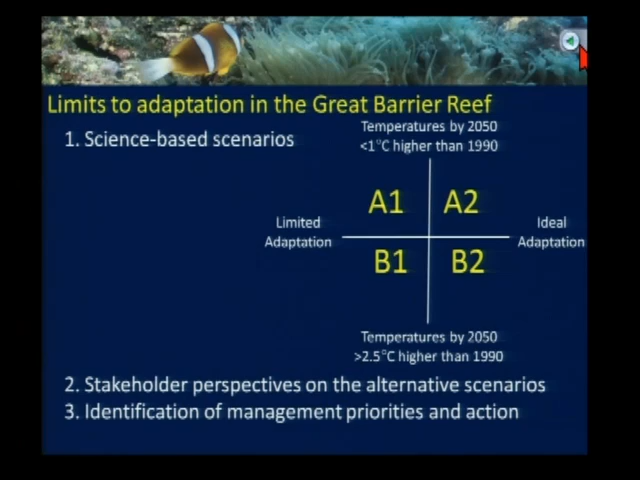 Limits to adaptation in the Great Barrier Reef
1. Science-based scenarios
Temperatures by 2050
<1°C higher than 1990
A1 A2
Limited
Adaptation
Ideal
Adaptation
B1 B2
Temperatures by 2050
>2.5°C higher than 1990
2. Stakeholder perspectives on the alternative scenarios
3. Identification of management priorities and action